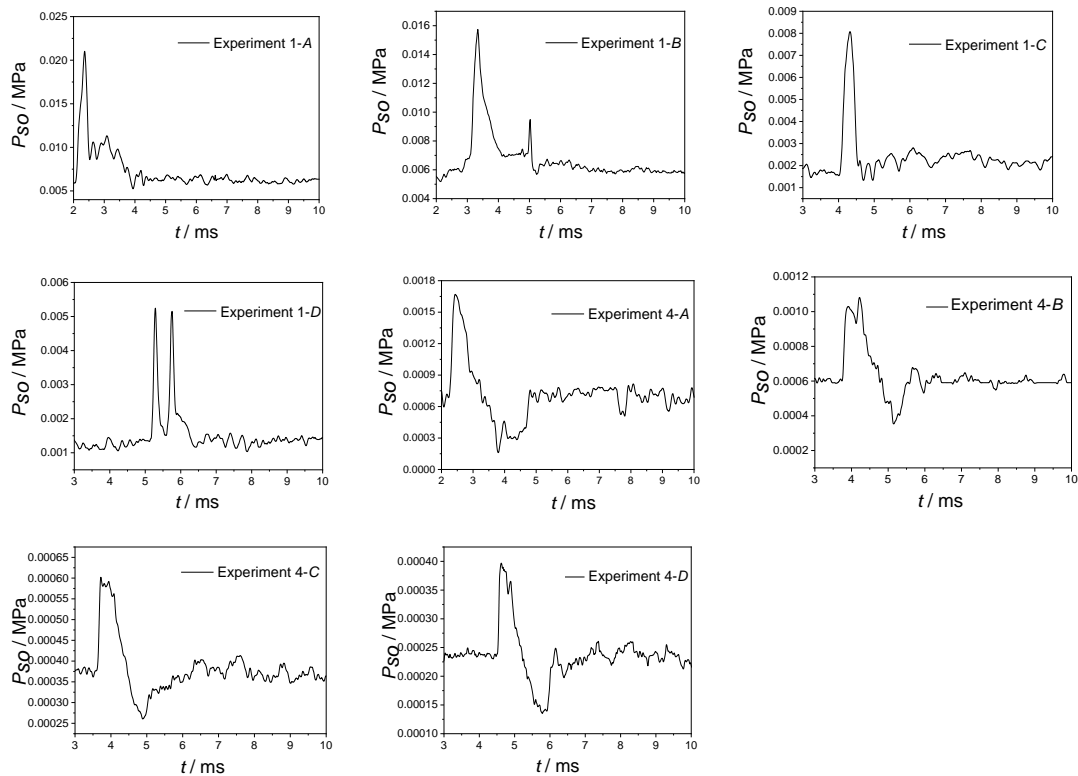 0.025
0.020
0.015
0.010
0.005
2 3 4 5 6 7 8 9 10
PSO / MPa
t / ms
Experiment 1-A
0.016
0.014
0.012
0.010
0.008
0.006
0.004
2 3 4 5 6 7 8 9 10
PSO / MPa
t / ms
Experiment 1-B
0.009
0.008
0.007
0.006
0.005
0.004
0.003
0.002
0.001
3 4 5 6 7 8 9 10
PSO / MPa
t / ms
Experiment 1-C
0.006
0.005
0.004
0.003
0.002
0.001
3 4 5 6 7 8 9 10
PSO / MPa
t / ms
Experiment 1-D
0.0018
0.0015
0.0012
0.0009
0.0006
0.0003
0.0000
2 3 4 5 6 7 8 9 10
PSO / MPa
t / ms
Experiment 4-A
0.0012
0.0010
0.0008
0.0006
0.0004
0.0002
3 4 5 6 7 8 9 10
PSO / MPa
t / ms
Experiment 4-B
0.00065
0.00060
0.00055
0.00050
0.00045
0.00040
0.00035
0.00030
0.00025
3 4 5 6 7 8 9 10
PSO / MPa
t / ms
Experiment 4-C
0.00040
0.00035
0.00030
0.00025
0.00020
0.00015
0.00010
3 4 5 6 7 8 9 10
PSO / MPa
t / ms
Experiment 4-D